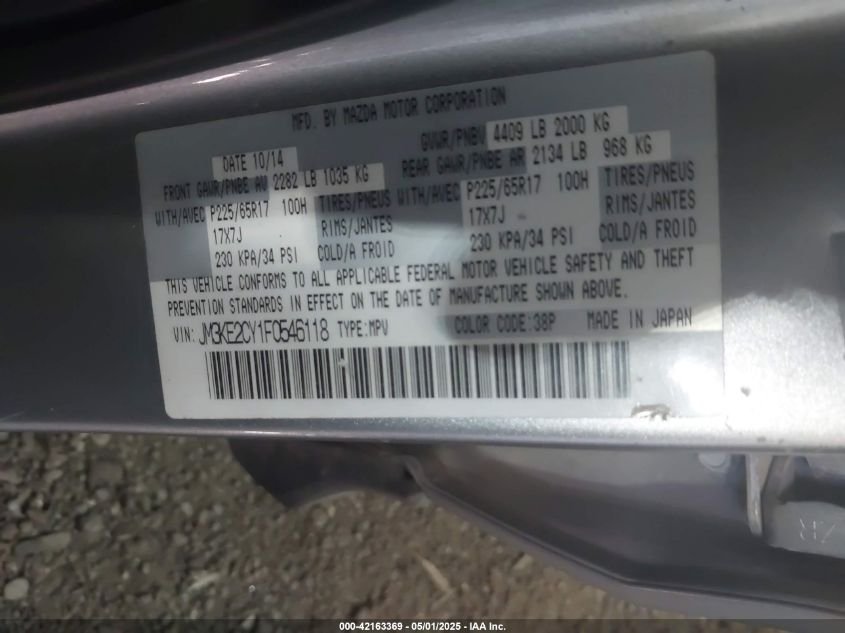 MFD. BY MAZDA MOTOR CORPORATION
DATE 10/14 GVWR/PNBV 4409 LB 2000 KG
FRONT GAWR/PNBE AV 2282 LB 1035 KG REAR GAWR/PNBE AR 2134 LB 968 KG
WITH/AVEC P225/65R17 100H TIRES/PNEUS WITH/AVEC P225/65R17 100H TIRES/PNEUS
17X7J RIMS/JANTES 17X7J RIMS/JANTES
230 KPA/34 PSI COLD/A FROID 230 KPA/34 PSI COLD/A FROID
THIS VEHICLE CONFORMS TO ALL APPLICABLE FEDERAL MOTOR VEHICLE SAFETY AND THEFT
PREVENTION STANDARDS IN EFFECT ON THE DATE OF MANUFACTURE SHOWN ABOVE.
VIN: JM3KE2CY1F0546118 TYPE:MPV COLOR CODE:38P MADE IN JAPAN
000-42163369 - 05/01/2025 - IAA Inc.